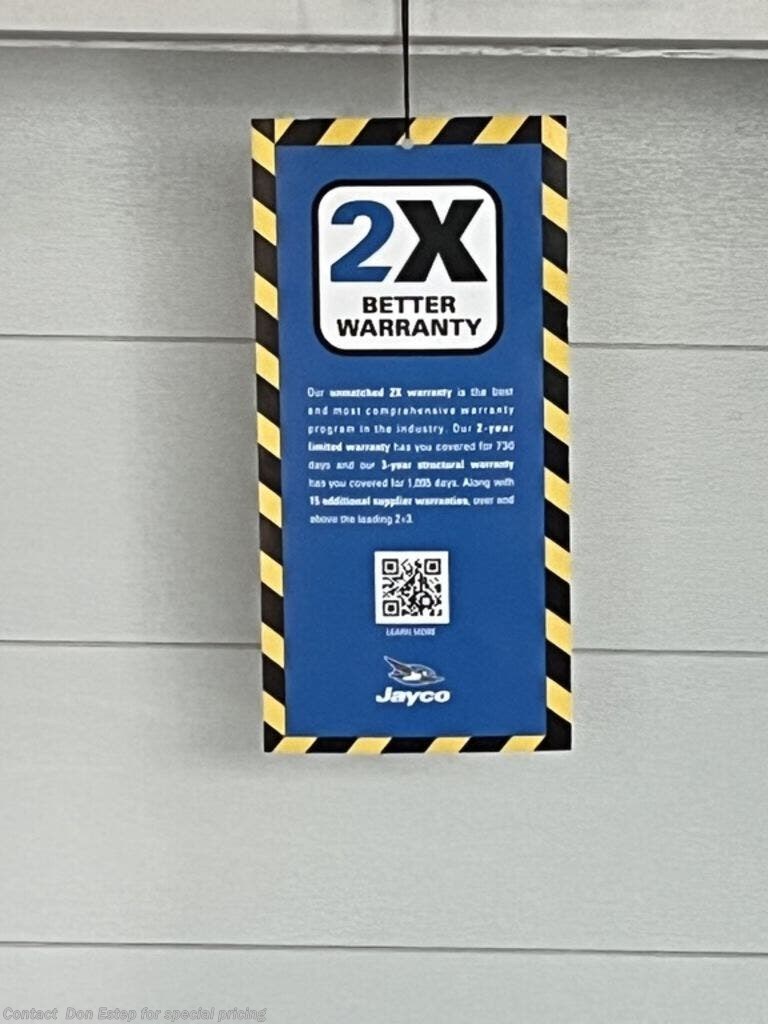 2X
BETTER
WARRANTY
Our unmatched 2X warranty is the best
and most comprehensive warranty
program in the industry. Our 2-year
limited warranty has you covered for 730
days and our 3-year structural warranty
has you covered for 1,095 days. Along with
15 additional supplier warranties, over and
above the leading 2+3.
LEARN MORE
Jayco
Contact Don Estep for special pricing